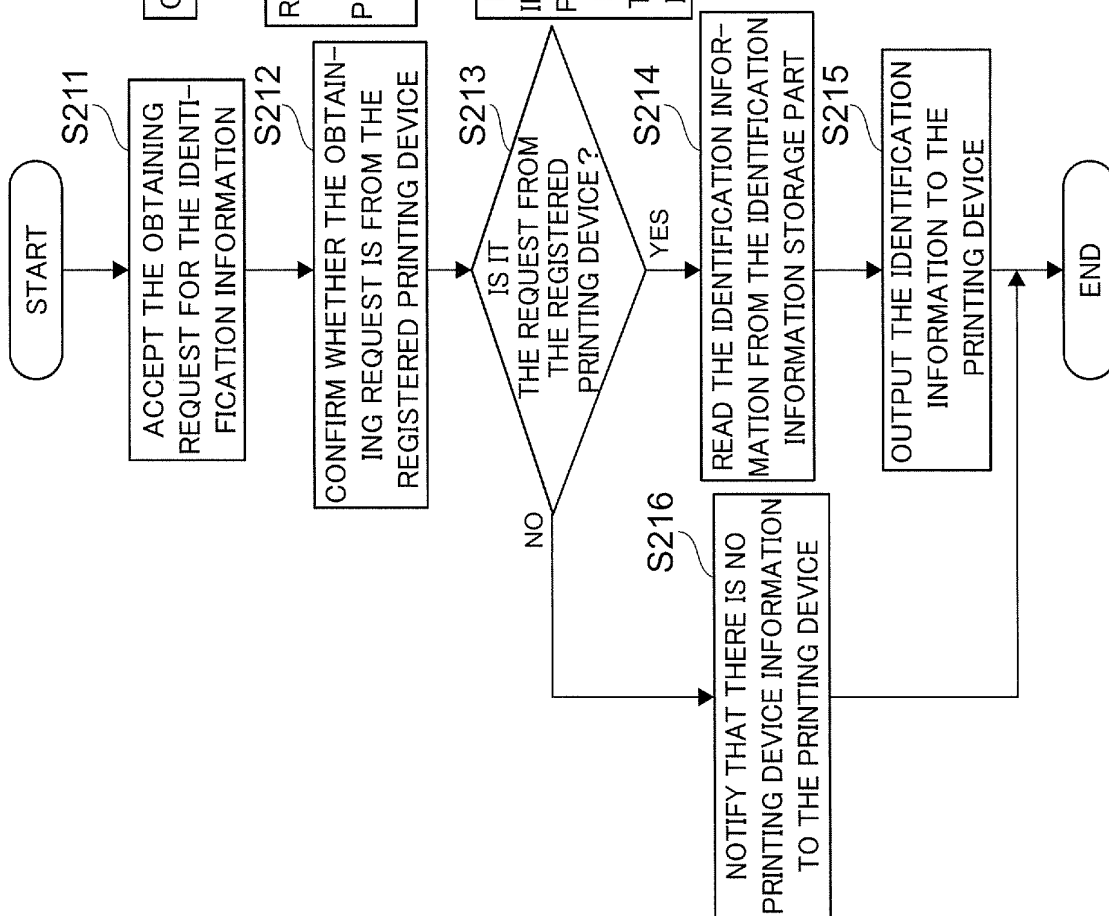 START
S211
ACCEPT THE OBTAINING
REQUEST FOR THE IDENTI-
FICATION INFORMATION
S212
CONFIRM WHETHER THE OBTAIN-
ING REQUEST IS FROM THE
REGISTERED PRINTING DEVICE
S213
IS IT
THE REQUEST FROM
THE REGISTERED
PRINTING DEVICE?
NO
YES
S214
READ THE IDENTIFICATION INFOR-
MATION FROM THE IDENTIFICATION
INFORMATION STORAGE PART
S215
OUTPUT THE IDENTIFICATION
INFORMATION TO THE
PRINTING DEVICE
S216
NOTIFY THAT THERE IS NO
PRINTING DEVICE INFORMATION
TO THE PRINTING DEVICE
END